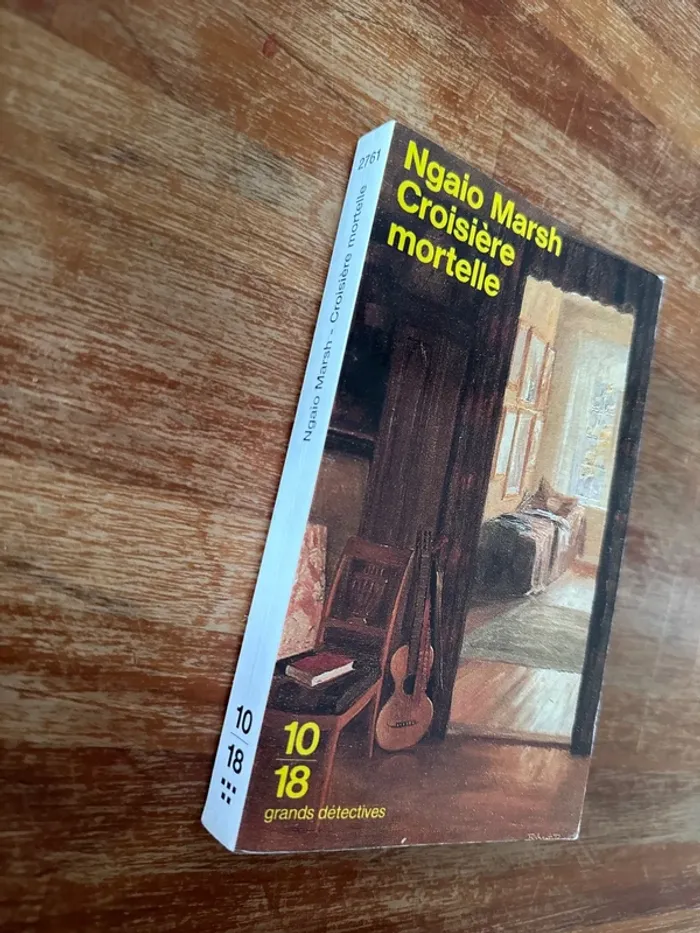 Ngaio Marsh
Croisière
mortelle
10
18
grands détectives
2761
Ngaio Marsh - Croisière mortelle
10
18